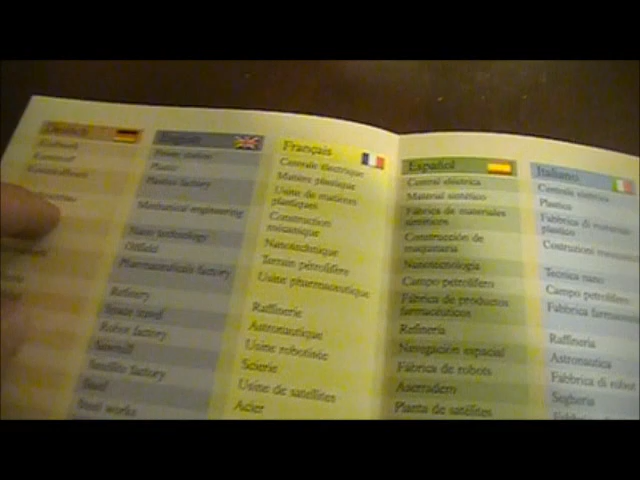 Deutsch
Kraftwerk
Kunststoff
English
Power station
Plastic
Plastics factory
Mechanical engineering
Nano technology
Oilfield
Pharmaceuticals factory
Refinery
Space travel
Robot factory
Sawmill
Satellite factory
Steel
Steel works
Français
Centrale électrique
Matière plastique
Usine de matières
plastiques
Construction
mécanique
Nanotechnique
Terrain pétrolifère
Usine pharmaceutique
Raffinerie
Astronautique
Usine robotisée
Scierie
Usine de satellites
Acier
Español
Central eléctrica
Material sintético
Fábrica de materiales
sintéticos
Construcción de
maquinaria
Nanotecnología
Campo petrolífero
Fábrica de productos
farmacéuticos
Refinería
Navegación espacial
Fábrica de robots
Aserradero
Planta de satélites
Italiano
Centrale elettrica
Plastica
Fabbrica di
plastica
Costruzioni
Tecnica nano
Campo petrolifero
Fabbrica
Raffineria
Astronautica
Fabbrica di robot
Segheria